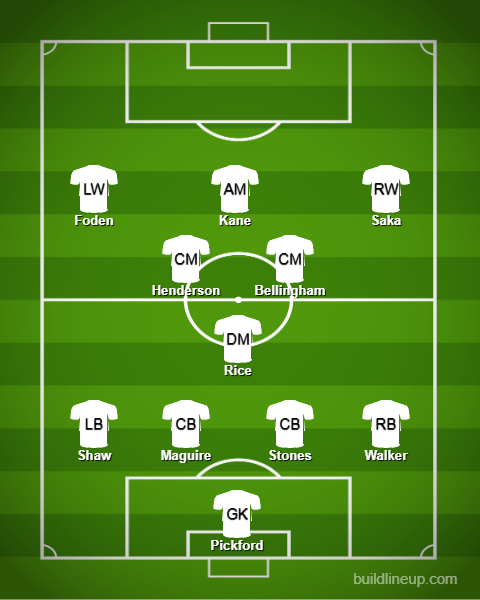 LW AM RW
Foden Kane Saka
CM CM
Henderson Bellingham
DM
Rice
LB CB CB RB
Shaw Maguire Stones Walker
GK
Pickford
buildlineup.com